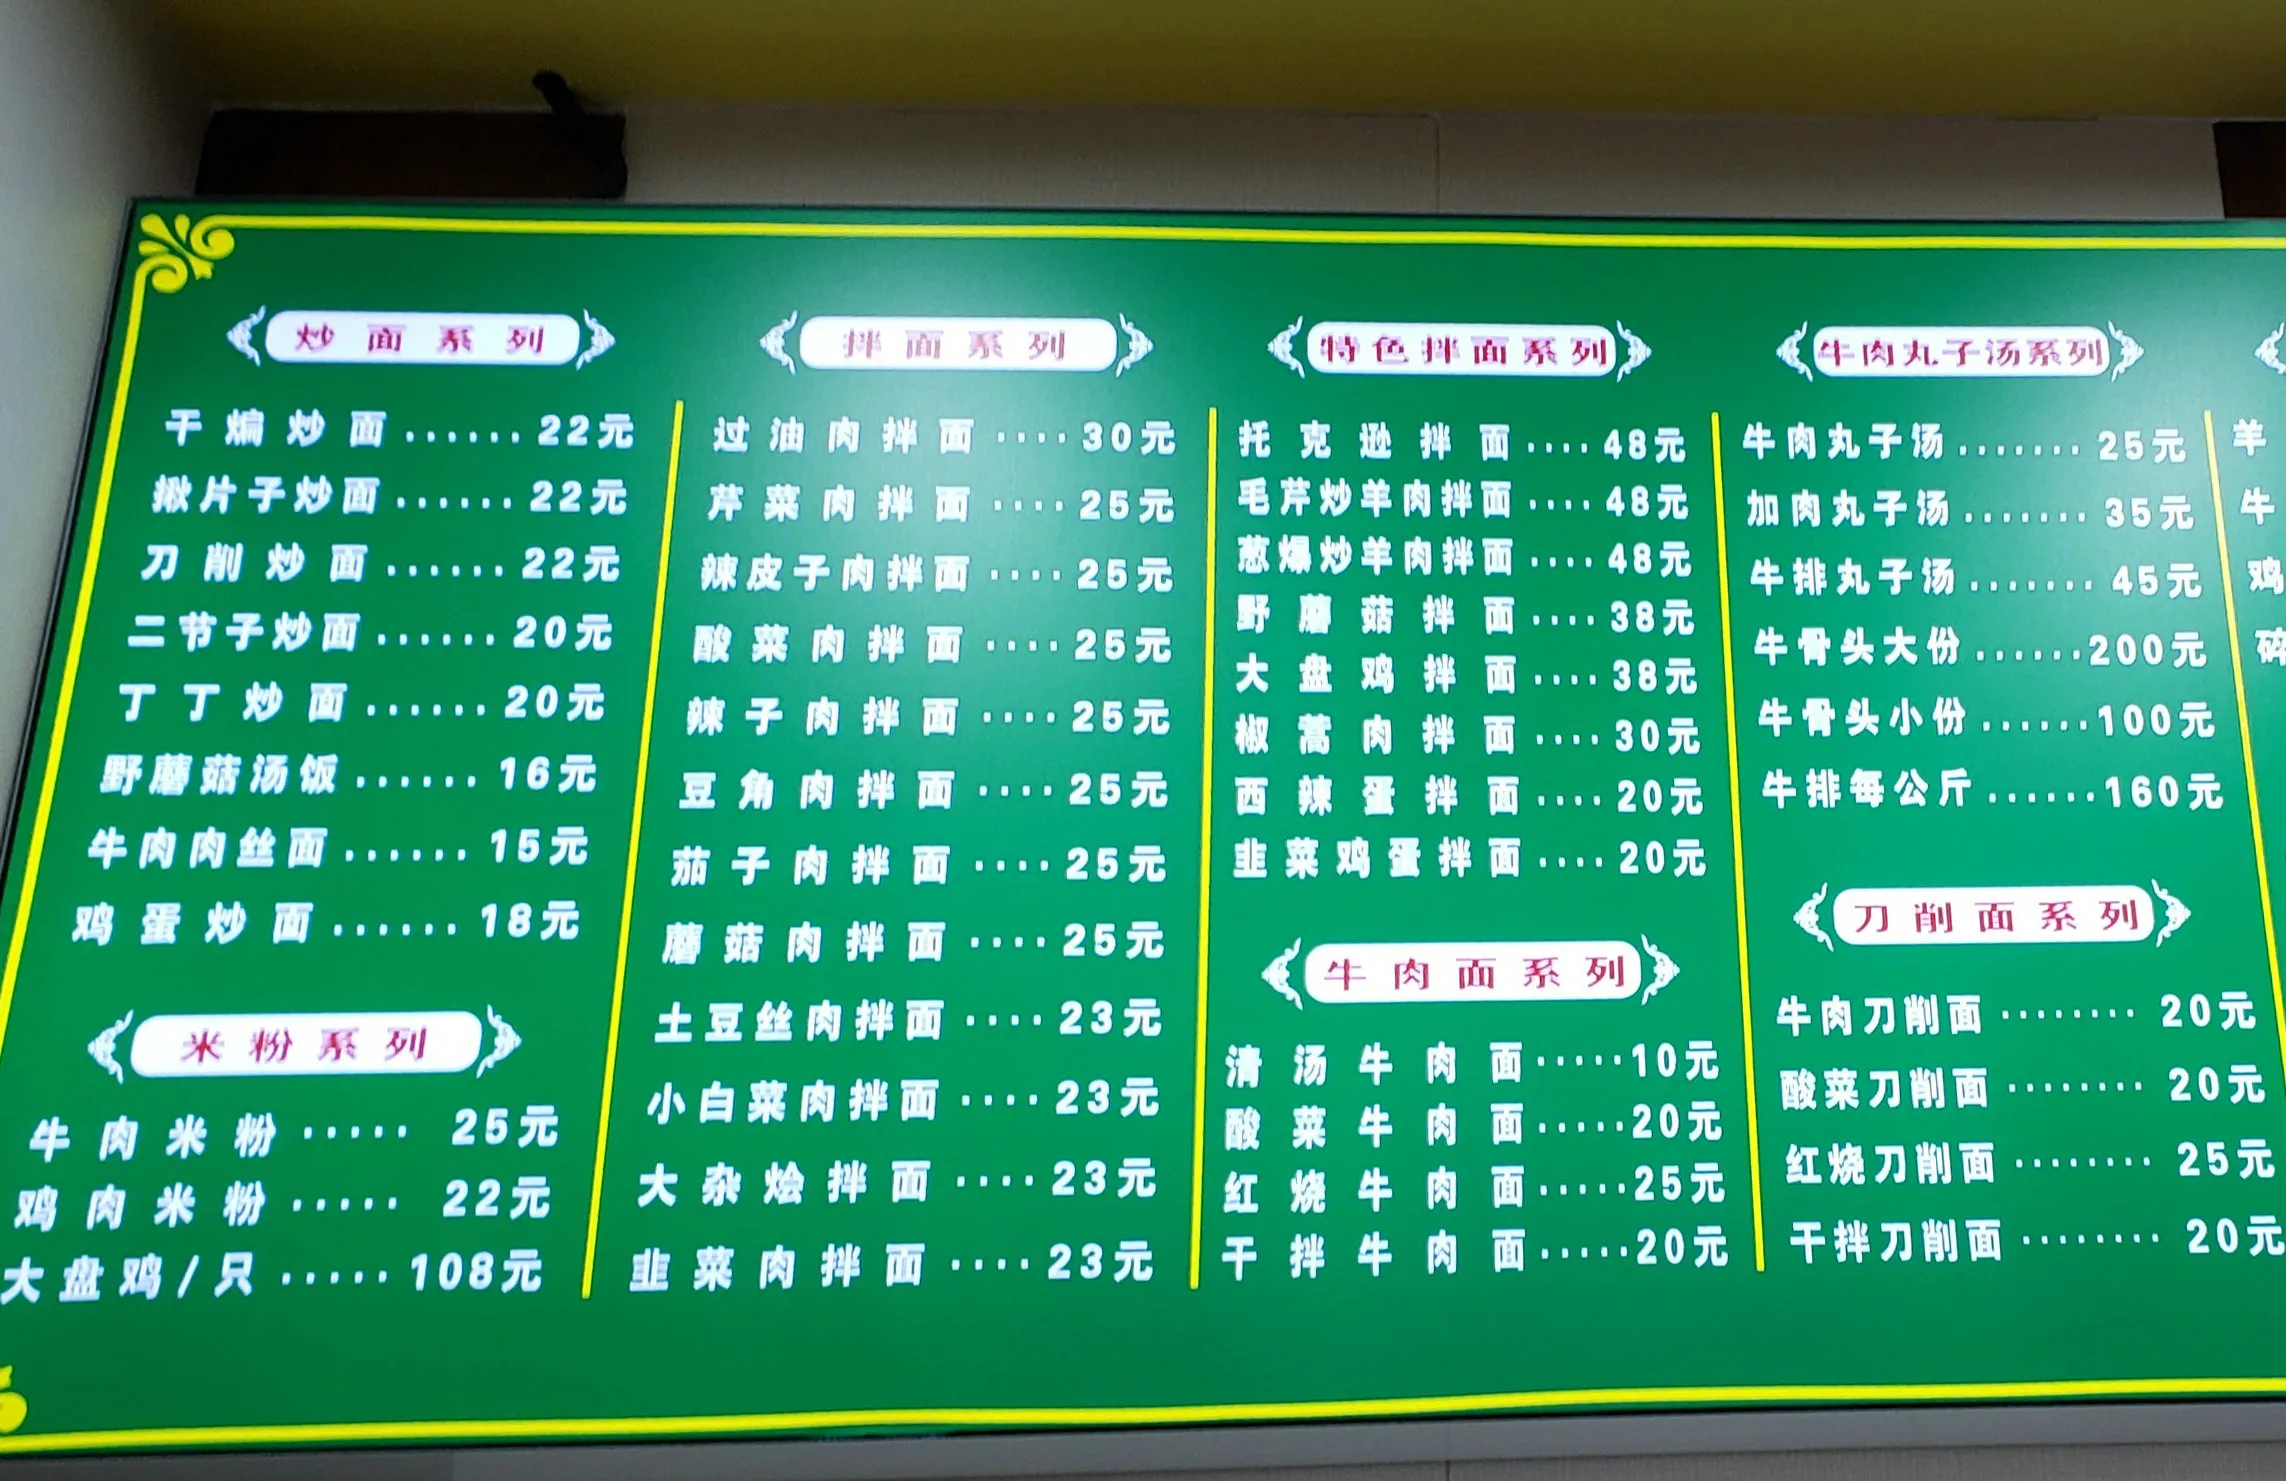 炒面系列
干煸炒面......22元
揪片子炒面......22元
刀削炒面......22元
二节子炒面......20元
丁丁炒面......20元
野蘑菇汤饭......16元
牛肉肉丝面......15元
鸡蛋炒面......18元
米粉系列
牛肉米粉.....25元
鸡肉米粉.....22元
大盘鸡/只.....108元
拌面系列
过油肉拌面....30元
芹菜肉拌面....25元
辣皮子肉拌面....25元
酸菜肉拌面....25元
辣子肉拌面....25元
豆角肉拌面....25元
茄子肉拌面....25元
蘑菇肉拌面....25元
土豆丝肉拌面....23元
小白菜肉拌面....23元
大杂烩拌面....23元
韭菜肉拌面....23元
特色拌面系列
托克逊拌面....48元
毛芹炒羊肉拌面....48元
葱爆炒羊肉拌面....48元
野蘑菇拌面....38元
大盘鸡拌面....38元
椒蒿肉拌面....30元
西辣蛋拌面....20元
韭菜鸡蛋拌面....20元
牛肉面系列
清汤牛肉面.....10元
酸菜牛肉面.....20元
红烧牛肉面.....25元
干拌牛肉面.....20元
牛肉丸子汤系列
牛肉丸子汤.......25元
加肉丸子汤.......35元
牛排丸子汤.......45元
牛骨头大份......200元
牛骨头小份......100元
牛排每公斤......160元
刀削面系列
牛肉刀削面........20元
酸菜刀削面........20元
红烧刀削面........25元
干拌刀削面........20元
羊
牛
鸡
碎